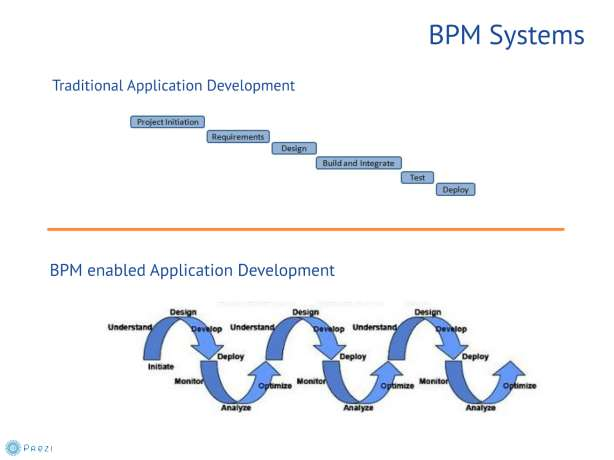 BPM Systems
Traditional Application Development
Project Initiation
Requirements
Design
Build and Integrate
Test
Deploy
BPM enabled Application Development
Design Design Design
Understand Develop Understand Develop Understand Develop
Initiate Deploy Deploy Deploy
Monitor Optimize Monitor Optimize Monitor Optimize
Analyze Analyze Analyze
Prezi